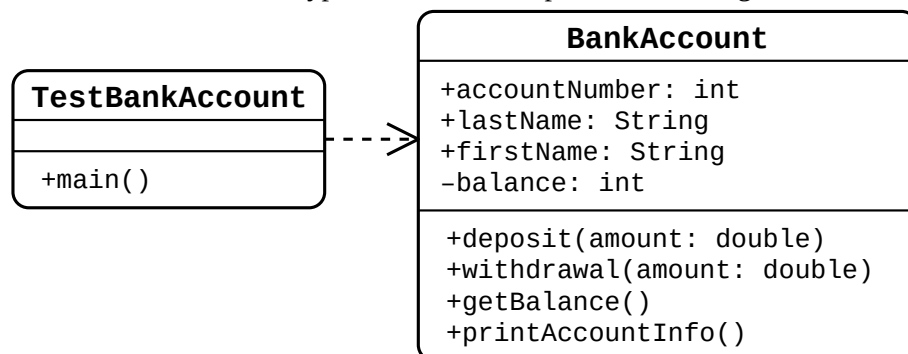 TestBankAccount
+main()
BankAccount
+accountNumber: int
+lastName: String
+firstName: String
–balance: int
+deposit(amount: double)
+withdrawal(amount: double)
+getBalance()
+printAccountInfo()